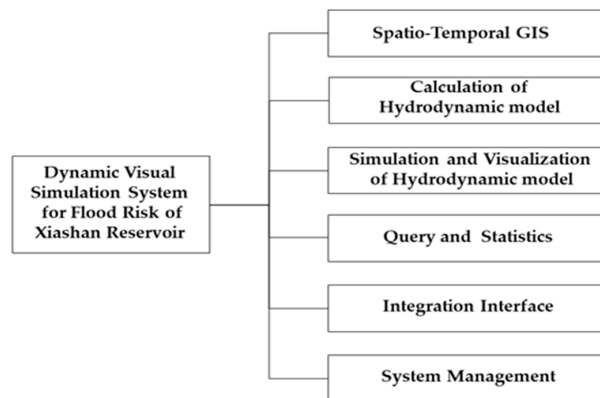 Dynamic Visual
Simulation System
for Flood Risk of
Xiashan Reservoir
Spatio-Temporal GIS
Calculation of
Hydrodynamic model
Simulation and Visualization
of Hydrodynamic model
Query and Statistics
Integration Interface
System Management